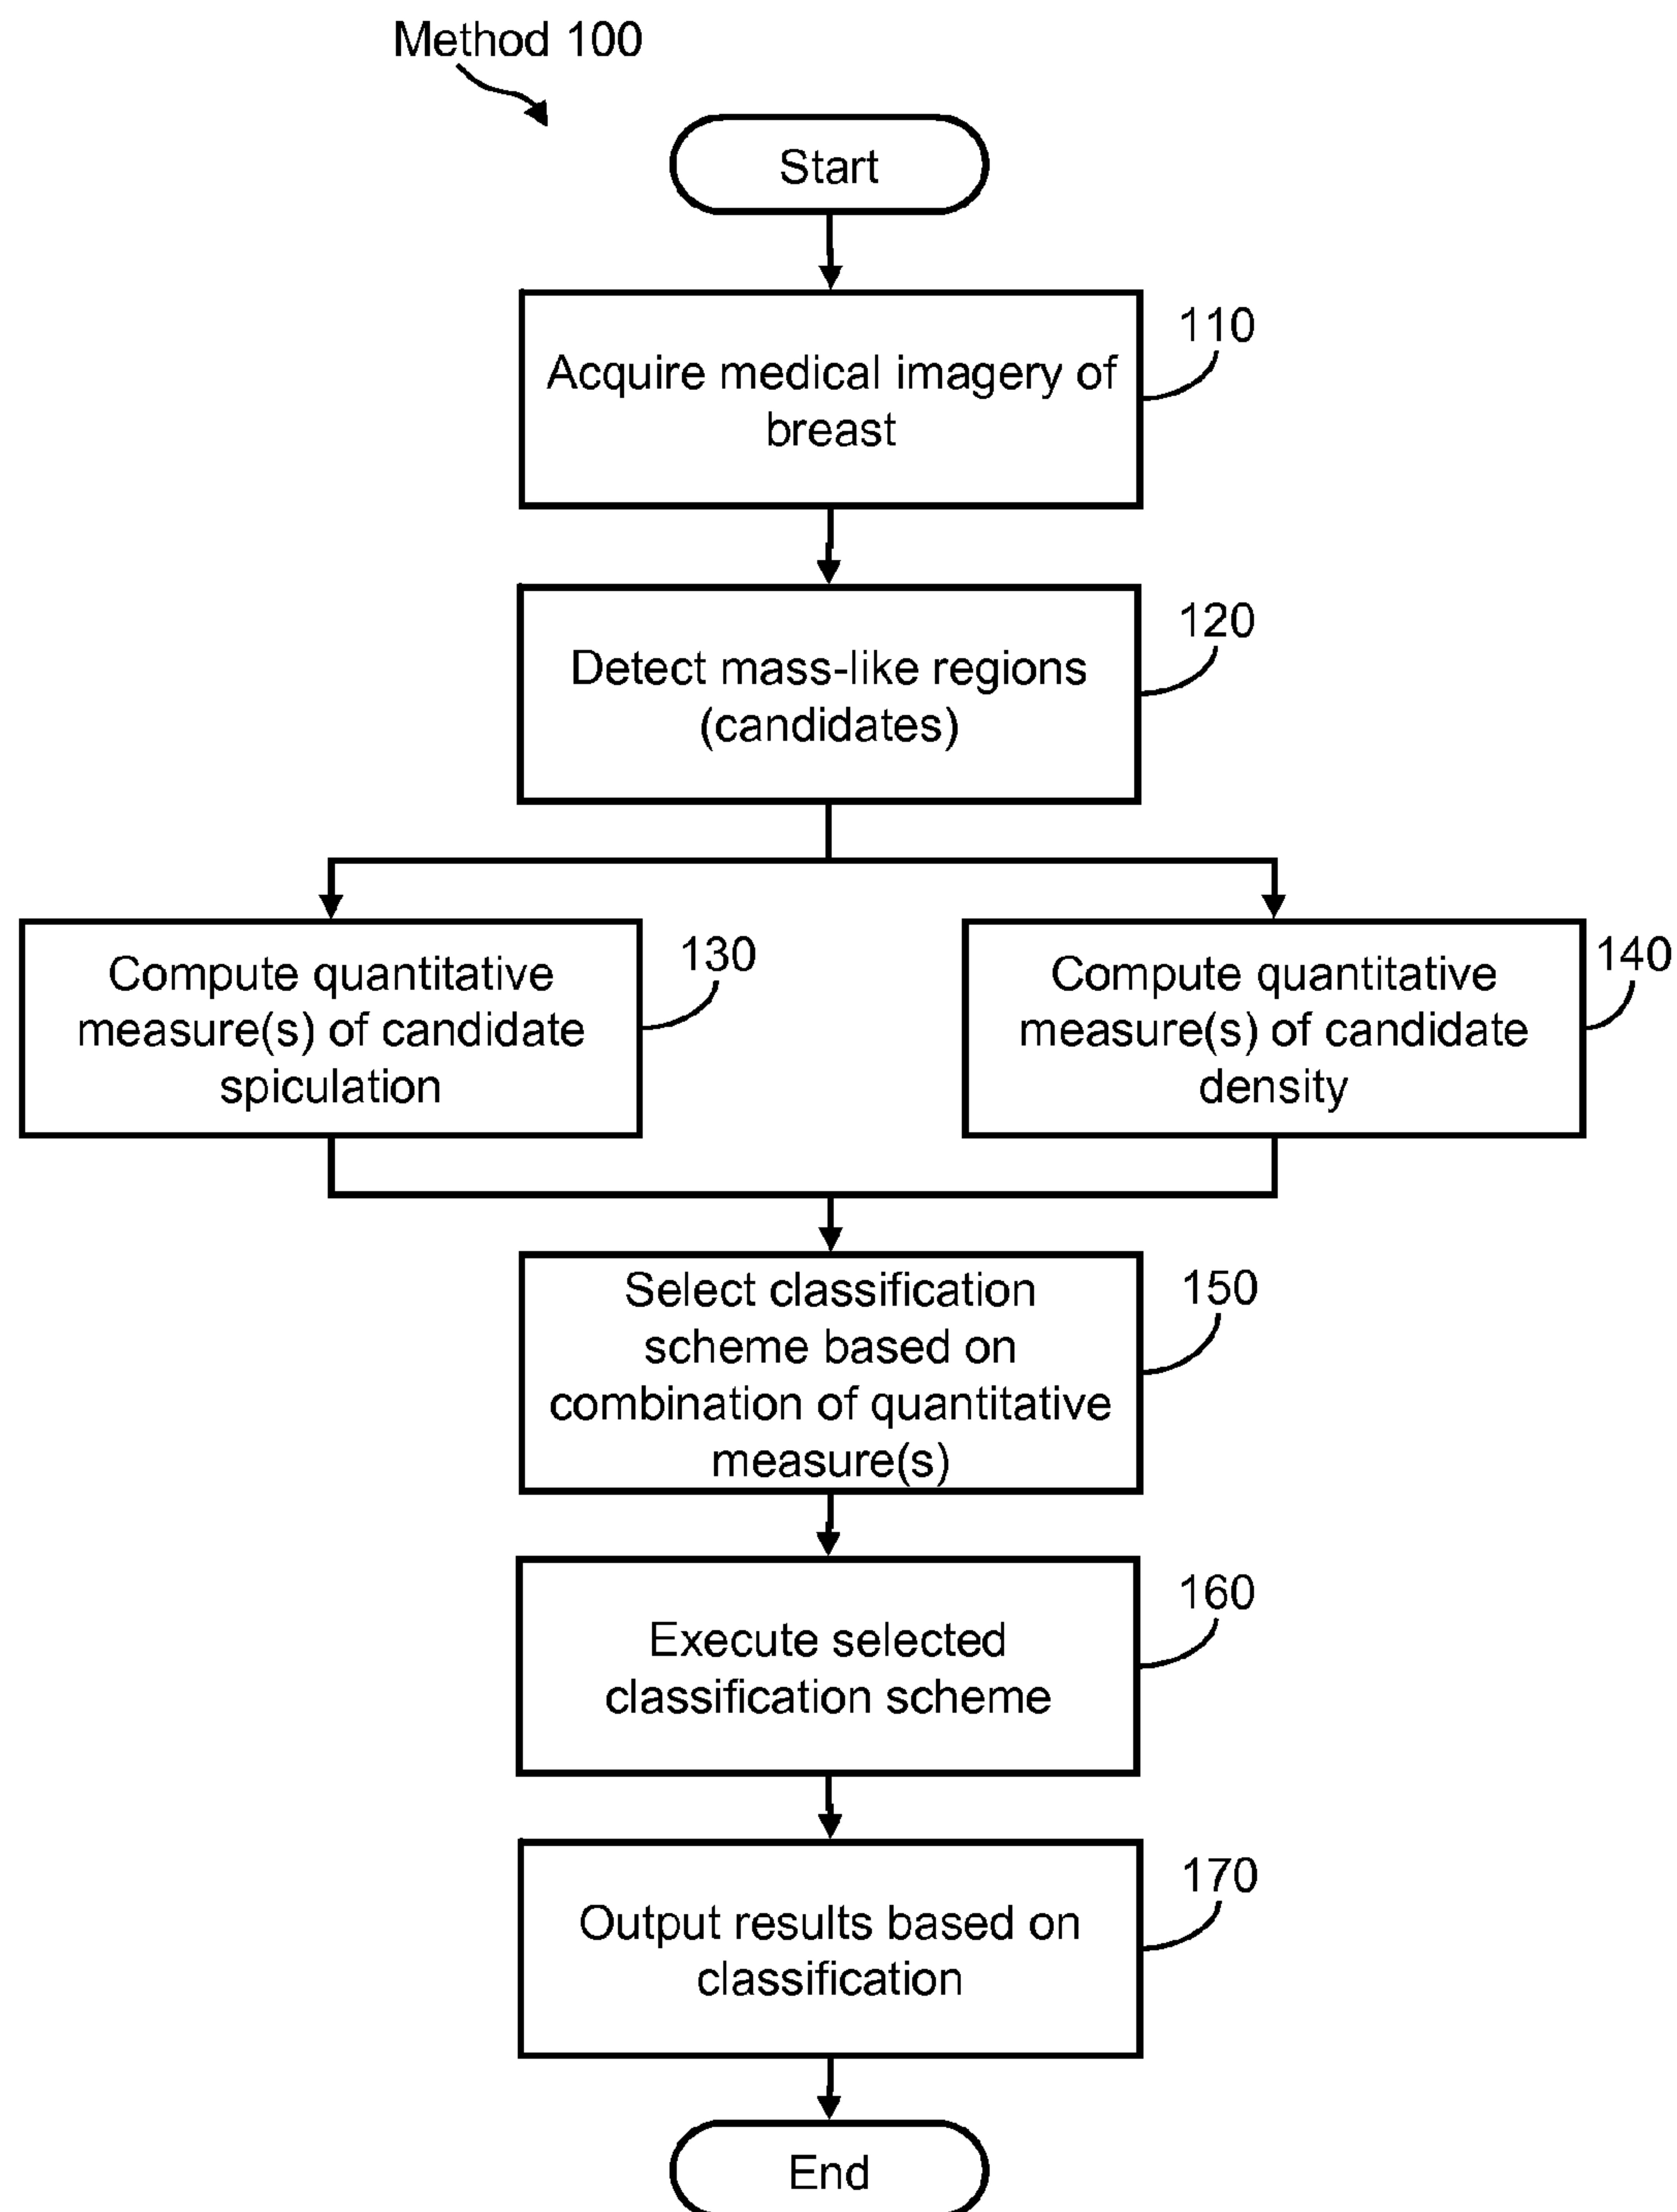 Method 100
Start
110
Acquire medical imagery of
breast
120
Detect mass-like regions
(candidates)
130
Compute quantitative
measure(s) of candidate
spiculation
140
Compute quantitative
measure(s) of candidate
density
150
Select classification
scheme based on
combination of quantitative
measure(s)
160
Execute selected
classification scheme
170
Output results based on
classification
End